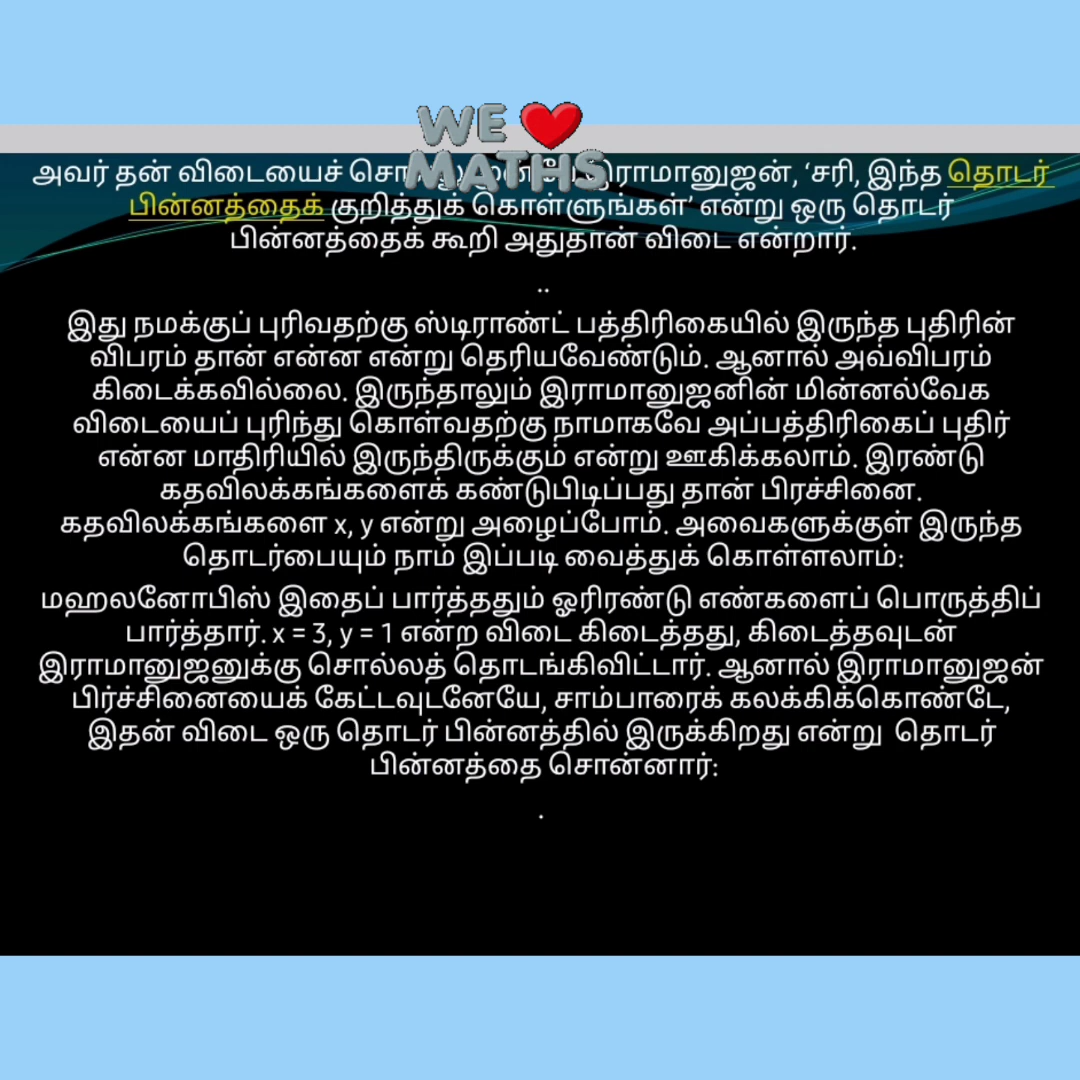 WE
MATHS
அவர் தன் விடையைச் இராமானுஜன், ‘சரி, இந்த தொடர்
பின்னத்தைக் குறித்துக் கொள்ளுங்கள்’ என்று ஒரு தொடர்
பின்னத்தைக் கூறி அதுதான் விடை என்றார்.
..
இது நமக்குப் புரிவதற்கு ஸ்டிராண்ட் பத்திரிகையில் இருந்த புதிரின்
விபரம் தான் என்ன என்று தெரியவேண்டும். ஆனால் அவ்விபரம்
கிடைக்கவில்லை. இருந்தாலும் இராமானுஜனின் மின்னல்வேக
விடையைப் புரிந்து கொள்வதற்கு நாமாகவே அப்பத்திரிகைப் புதிர்
என்ன மாதிரியில் இருந்திருக்கும் என்று ஊகிக்கலாம். இரண்டு
கதவிலக்கங்களைக் கண்டுபிடிப்பது தான் பிரச்சினை.
கதவிலக்கங்களை x, y என்று அழைப்போம். அவைகளுக்குள் இருந்த
தொடர்பையும் நாம் இப்படி வைத்துக் கொள்ளலாம்:
மஹலனோபிஸ் இதைப் பார்த்ததும் ஓரிரண்டு எண்களைப் பொருத்திப்
பார்த்தார். x = 3, y = 1 என்ற விடை கிடைத்தது, கிடைத்தவுடன்
இராமானுஜனுக்கு சொல்லத் தொடங்கிவிட்டார். ஆனால் இராமானுஜன்
பிர்ச்சினையைக் கேட்டவுடனேயே, சாம்பாரைக் கலக்கிக்கொண்டே,
இதன் விடை ஒரு தொடர் பின்னத்தில் இருக்கிறது என்று தொடர்
பின்னத்தை சொன்னார்:
.